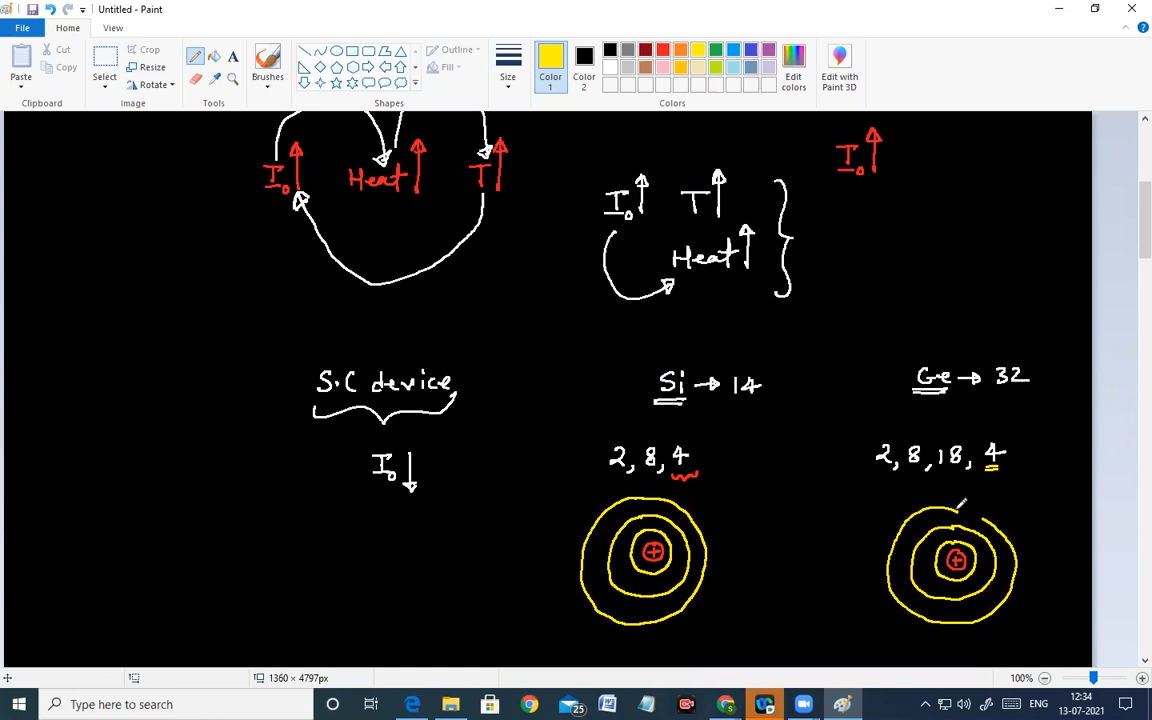 Untitled - Paint
File Home View
Paste
Cut
Copy
Clipboard
Select
Crop
Resize
Rotate
Image
A
Tools
Brushes
Outline
Fill
Shapes
Size
Color 1
Color 2
Edit colors
Colors
Edit with Paint 3D
I₀↑ Heat↑ T↑
I₀↑ T↑
Heat↑
I₀↑
S.C device
I₀↓
Si → 14
2, 8, 4
+
Ge → 32
2, 8, 18, 4
+
1360 × 4797px
100%
Type here to search
25
ENG
12:34
13-07-2021